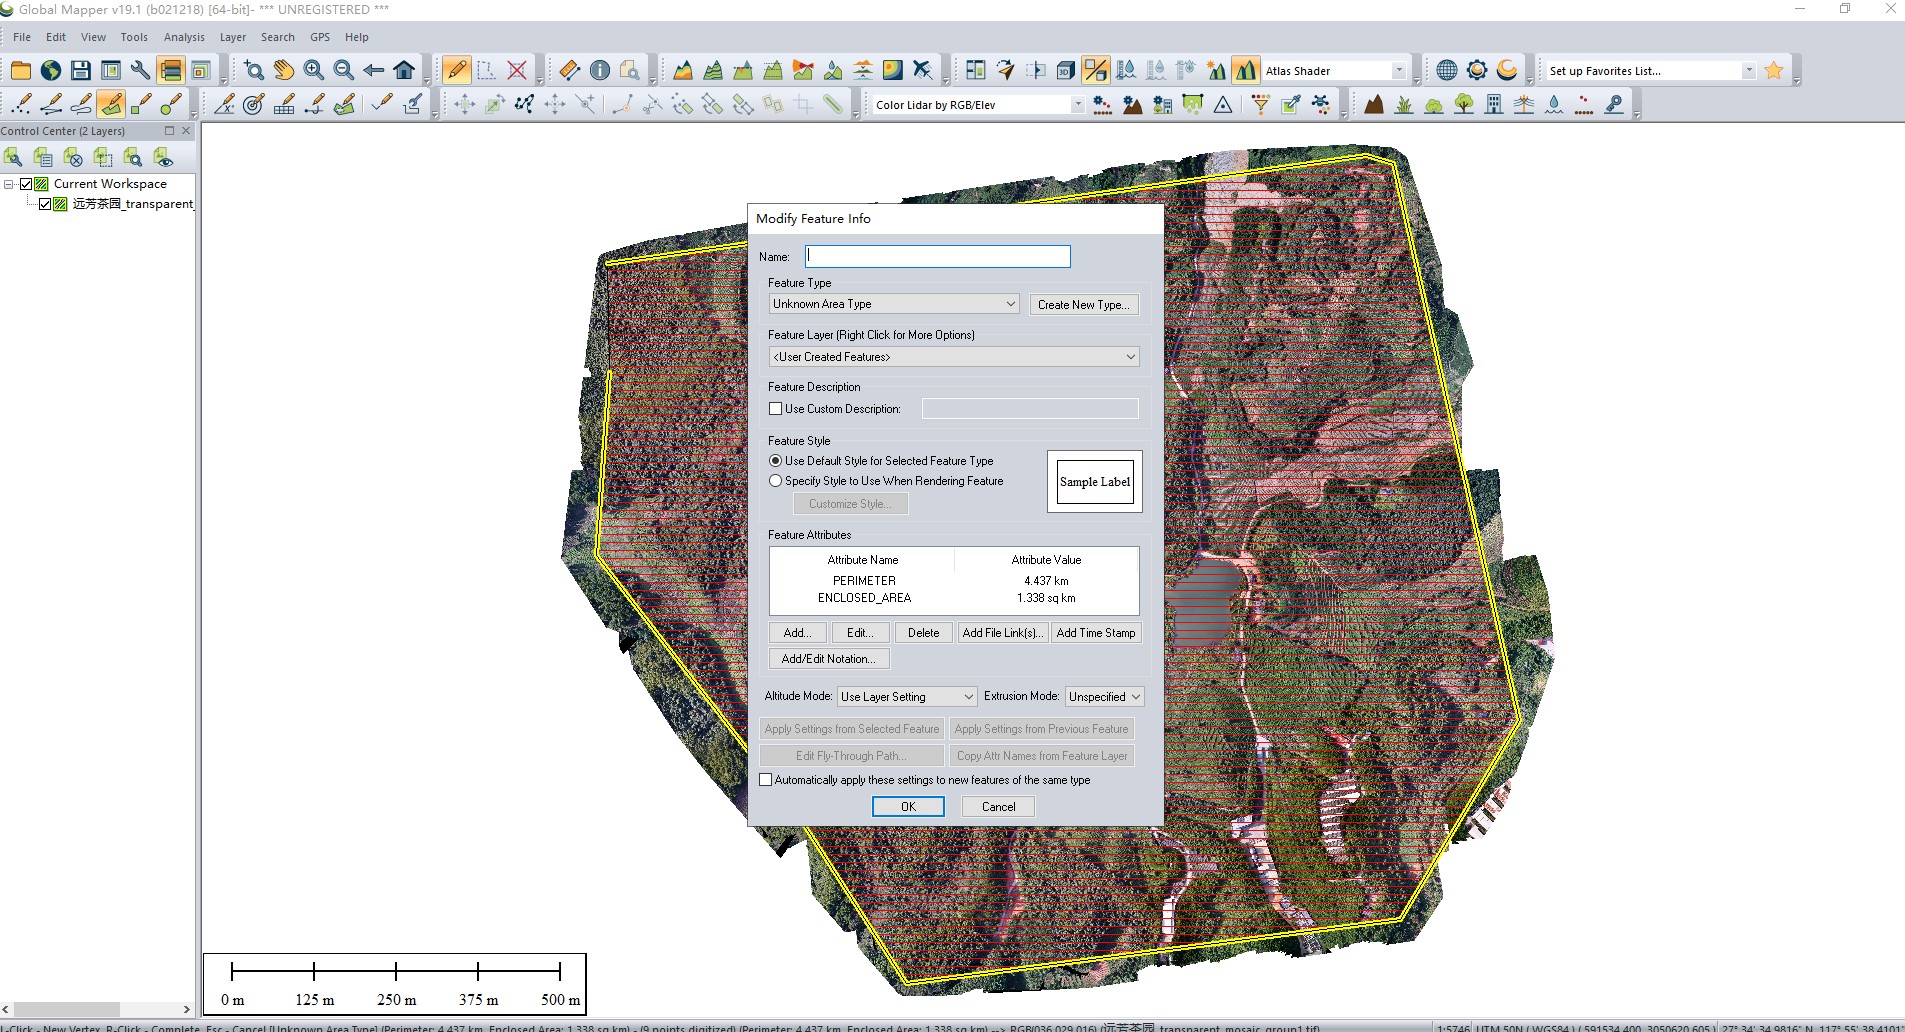 Global Mapper v19.1 (b021218) [64-bit]- *** UNREGISTERED ***
File Edit View Tools Analysis Layer Search GPS Help
Atlas Shader
Set up Favorites List...
Color Lidar by RGB/Elev
Control Center (2 Layers)
Current Workspace
远芳茶园_transparent_
Modify Feature Info
Name:
Feature Type
Unknown Area Type
Create New Type...
Feature Layer (Right Click for More Options)
<User Created Features>
Feature Description
Use Custom Description:
Feature Style
Use Default Style for Selected Feature Type
Specify Style to Use When Rendering Feature
Customize Style...
Sample Label
Feature Attributes
Attribute Name Attribute Value
PERIMETER 4.437 km
ENCLOSED_AREA 1.338 sq km
Add... Edit... Delete Add File Link(s)... Add Time Stamp
Add/Edit Notation...
Altitude Mode: Use Layer Setting Extrusion Mode: Unspecified
Apply Settings from Selected Feature Apply Settings from Previous Feature
Edit Fly-Through Path... Copy Attr Names from Feature Layer
Automatically apply these settings to new features of the same type
OK Cancel
0 m 125 m 250 m 375 m 500 m
L-Click - New Vertex, R-Click - Complete, Esc - Cancel [Unknown Area Type] (Perimeter: 4.437 km, Enclosed Area: 1.338 sq km) - (9 points digitized) (Perimeter: 4.437 km, Enclosed Area: 1.338 sq km) --> RGB(036,029,016) (远芳茶园_transparent_mosaic_group1.tif) 1:5746 UTM 50N ( WGS84 ) ( 591534.400, 3050620.605 ) 27° 34' 34.9816" N, 117° 55' 38.4101"